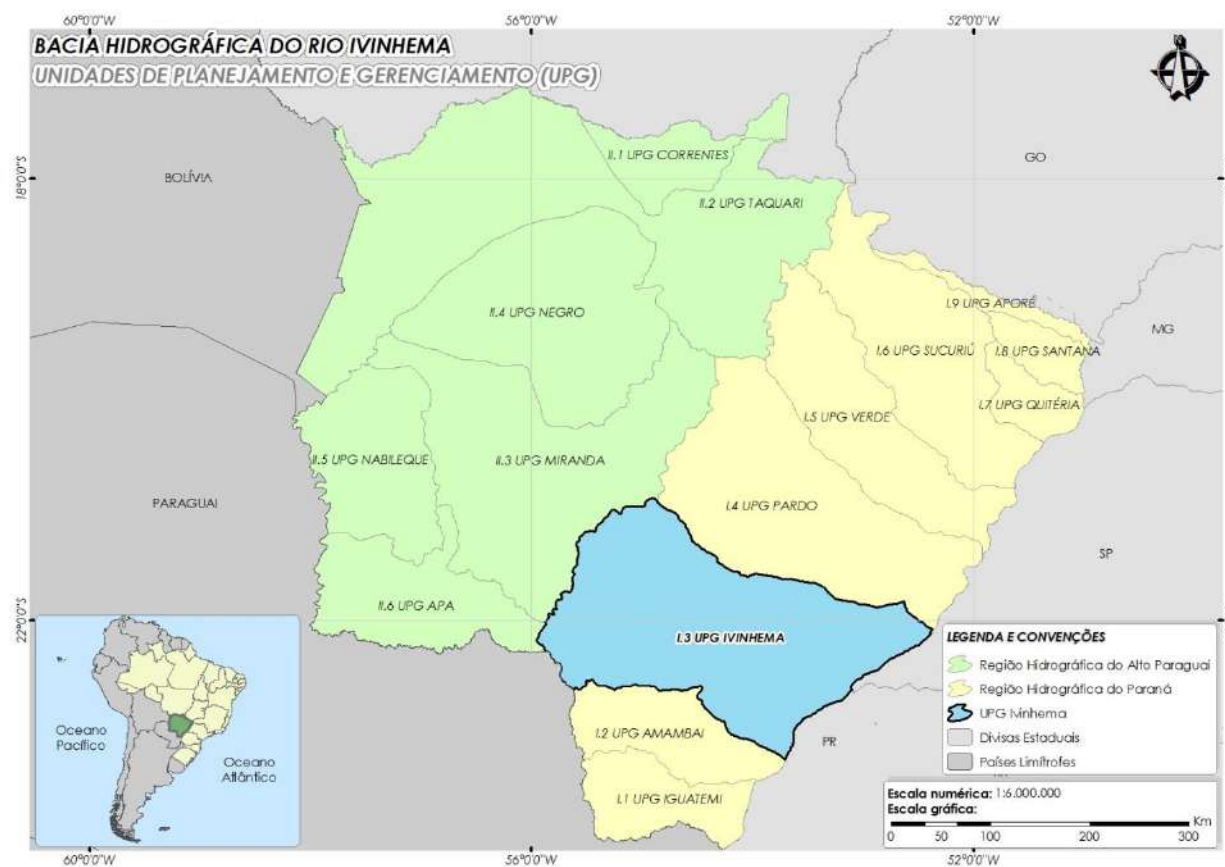 60°0'0"W
56°0'0"W
52°0'0"W
BACIA HIDROGRÁFICA DO RIO IVINHEMA
UNIDADES DE PLANEJAMENTO E GERENCIAMENTO (UPG)
18°0'0"S
18°0'0"S
BOLÍVIA
GO
II.1 UPG CORRENTES
II.2 UPG TAQUARI
II.4 UPG NEGRO
I.9 UPG APORÉ
MG
I.6 UPG SUCURIÚ
I.8 UPG SANTANA
I.5 UPG VERDE
I.7 UPG QUITÉRIA
II.5 UPG NABILEQUE
II.3 UPG MIRANDA
PARAGUAI
I.4 UPG PARDO
SP
II.6 UPG APA
22°0'0"S
22°0'0"S
I.3 UPG IVINHEMA
I.2 UPG AMAMBAI
PR
I.1 UPG IGUATEMI
Oceano
Pacífico
Oceano
Atlântico
LEGENDA E CONVENÇÕES
Região Hidrográfica do Alto Paraguai
Região Hidrográfica do Paraná
UPG Ivinhema
Divisas Estaduais
Países Limítrofes
Escala numérica: 1:6.000.000
Escala gráfica:
Km
0 50 100 200 300
60°0'0"W
56°0'0"W
52°0'0"W